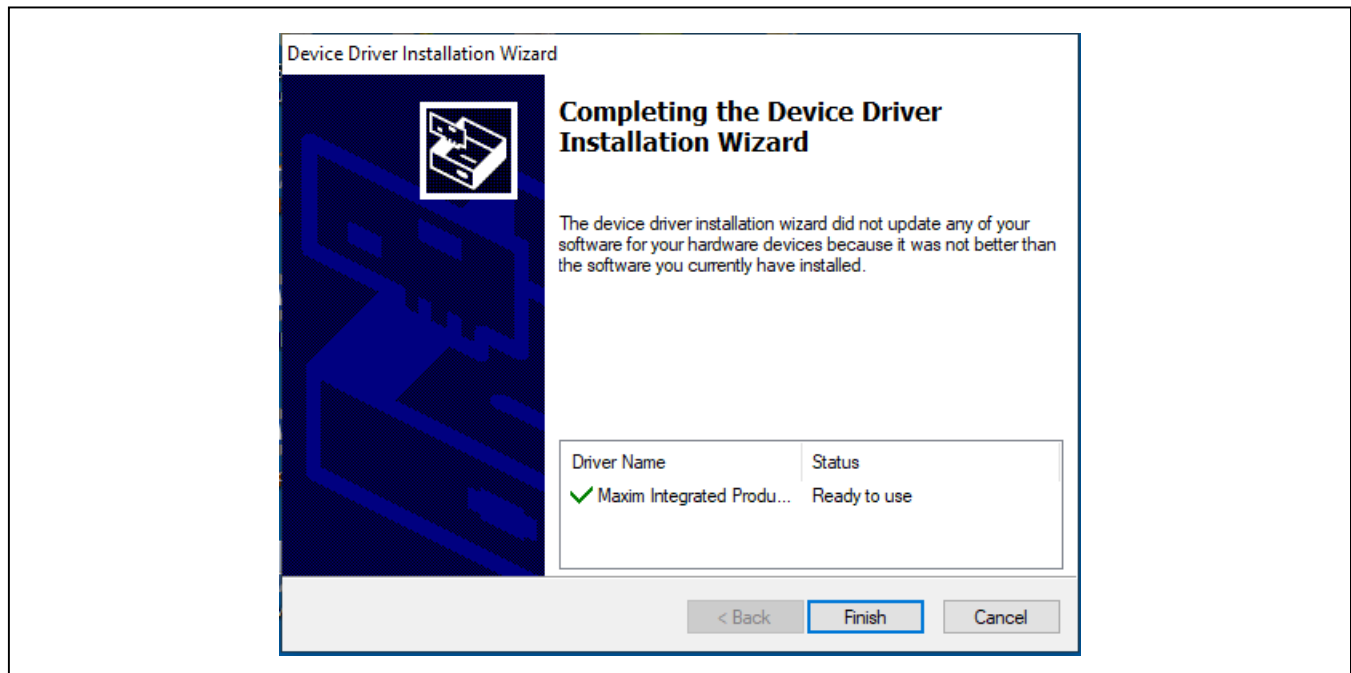 Device Driver Installation Wizard
Completing the Device Driver
Installation Wizard
The device driver installation wizard did not update any of your
software for your hardware devices because it was not better than
the software you currently have installed.
Driver Name Status
Maxim Integrated Produ... Ready to use
< Back Finish Cancel